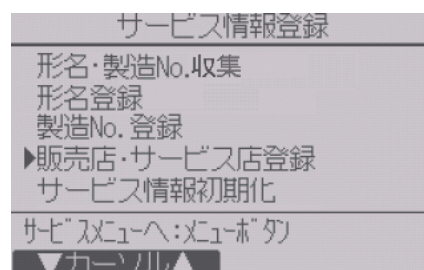 サービス情報登録
形名・製造No.収集
形名登録
製造No.登録
▶販売店・サービス店登録
サービス情報初期化
ｻｰﾋﾞｽﾒﾆｭｰへ:ﾒﾆｭｰﾎﾞﾀﾝ
▼カーソル▲